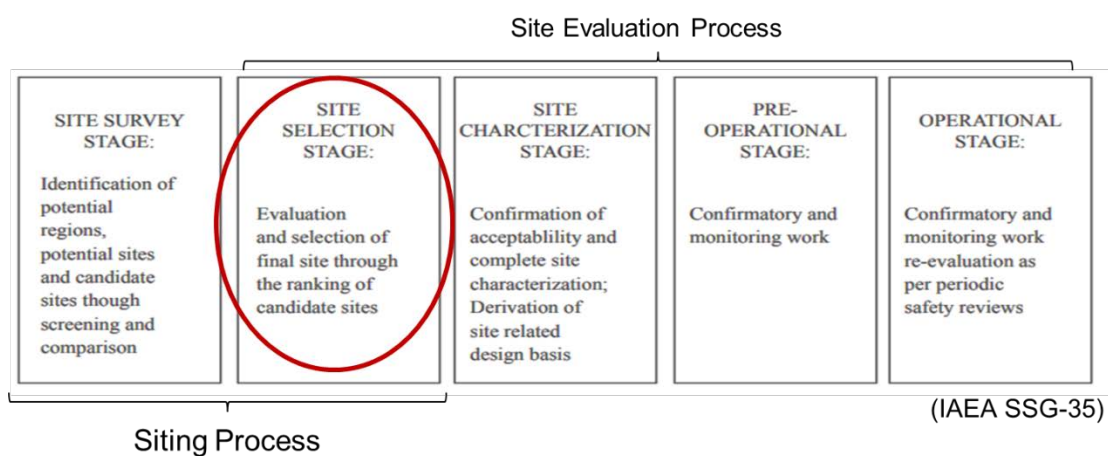 Site Evaluation Process
SITE SURVEY
STAGE:
Identification of
potential
regions,
potential sites
and candidate
sites though
screening and
comparison
SITE
SELECTION
STAGE:
Evaluation
and selection of
final site through
the ranking of
candidate sites
SITE
CHARCTERIZATION
STAGE:
Confirmation of
acceptablility and
complete site
characterization;
Derivation of
site related
design basis
PRE-
OPERATIONAL
STAGE:
Confirmatory and
monitoring work
OPERATIONAL
STAGE:
Confirmatory and
monitoring work
re-evaluation as
per periodic
safety reviews
(IAEA SSG-35)
Siting Process